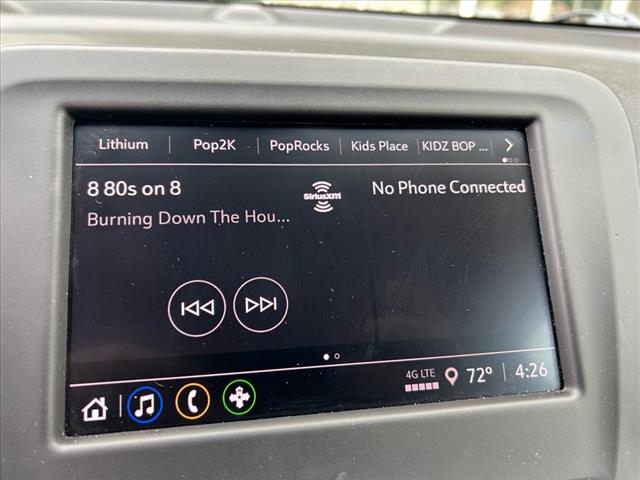 Lithium Pop2K PopRocks Kids Place KIDZ BOP ...
8 80s on 8
SiriusXM
No Phone Connected
Burning Down The Hou...
4G LTE 72° 4:26